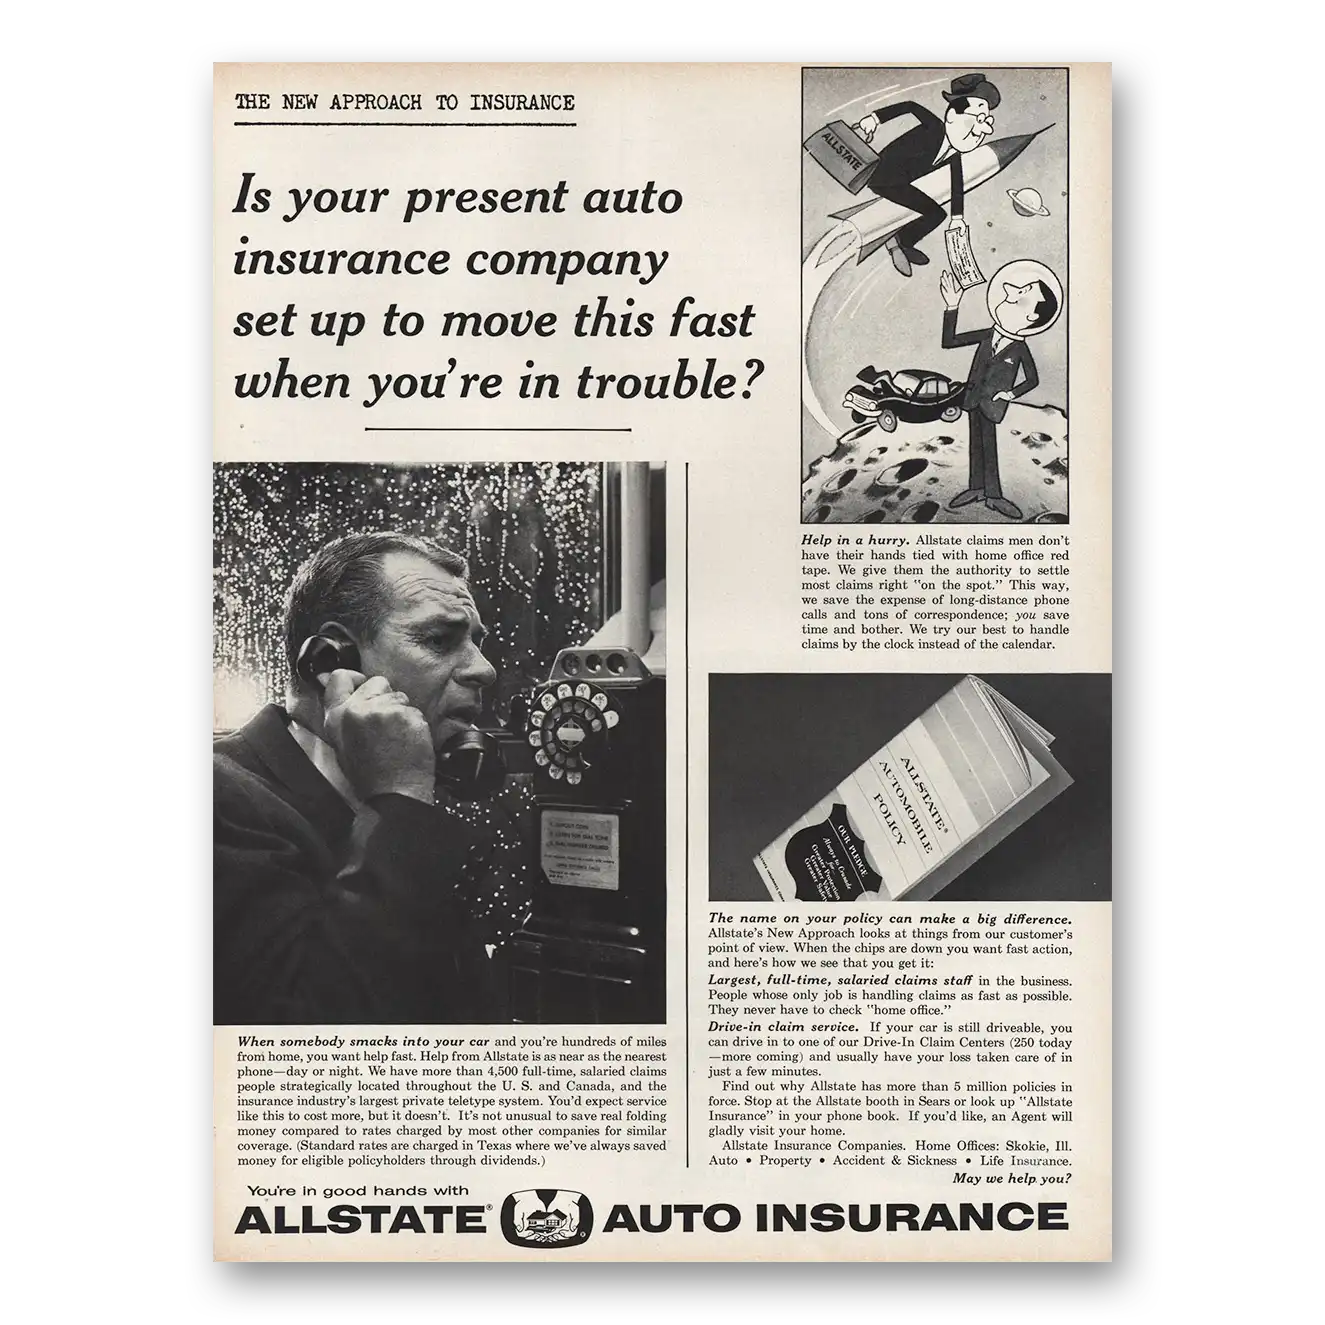 THE NEW APPROACH TO INSURANCE
Is your present auto
insurance company
set up to move this fast
when you're in trouble?
ALLSTATE
Help in a hurry. Allstate claims men don't
have their hands tied with home office red
tape. We give them the authority to settle
most claims right "on the spot." This way,
we save the expense of long-distance phone
calls and tons of correspondence; you save
time and bother. We try our best to handle
claims by the clock instead of the calendar.
ALLSTATE®
AUTOMOBILE
POLICY
OUR PLEDGE
Always to Crusade
for
Greater Protection
Greater Value
Greater Safety
When somebody smacks into your car and you're hundreds of miles
from home, you want help fast. Help from Allstate is as near as the nearest
phone—day or night. We have more than 4,500 full-time, salaried claims
people strategically located throughout the U. S. and Canada, and the
insurance industry's largest private teletype system. You'd expect service
like this to cost more, but it doesn't. It's not unusual to save real folding
money compared to rates charged by most other companies for similar
coverage. (Standard rates are charged in Texas where we've always saved
money for eligible policyholders through dividends.)
The name on your policy can make a big difference.
Allstate's New Approach looks at things from our customer's
point of view. When the chips are down you want fast action,
and here's how we see that you get it:
Largest, full-time, salaried claims staff in the business.
People whose only job is handling claims as fast as possible.
They never have to check "home office."
Drive-in claim service. If your car is still driveable, you
can drive in to one of our Drive-In Claim Centers (250 today
—more coming) and usually have your loss taken care of in
just a few minutes.
Find out why Allstate has more than 5 million policies in
force. Stop at the Allstate booth in Sears or look up "Allstate
Insurance" in your phone book. If you'd like, an Agent will
gladly visit your home.
Allstate Insurance Companies. Home Offices: Skokie, Ill.
Auto • Property • Accident & Sickness • Life Insurance.
May we help you?
You're in good hands with
ALLSTATE® AUTO INSURANCE